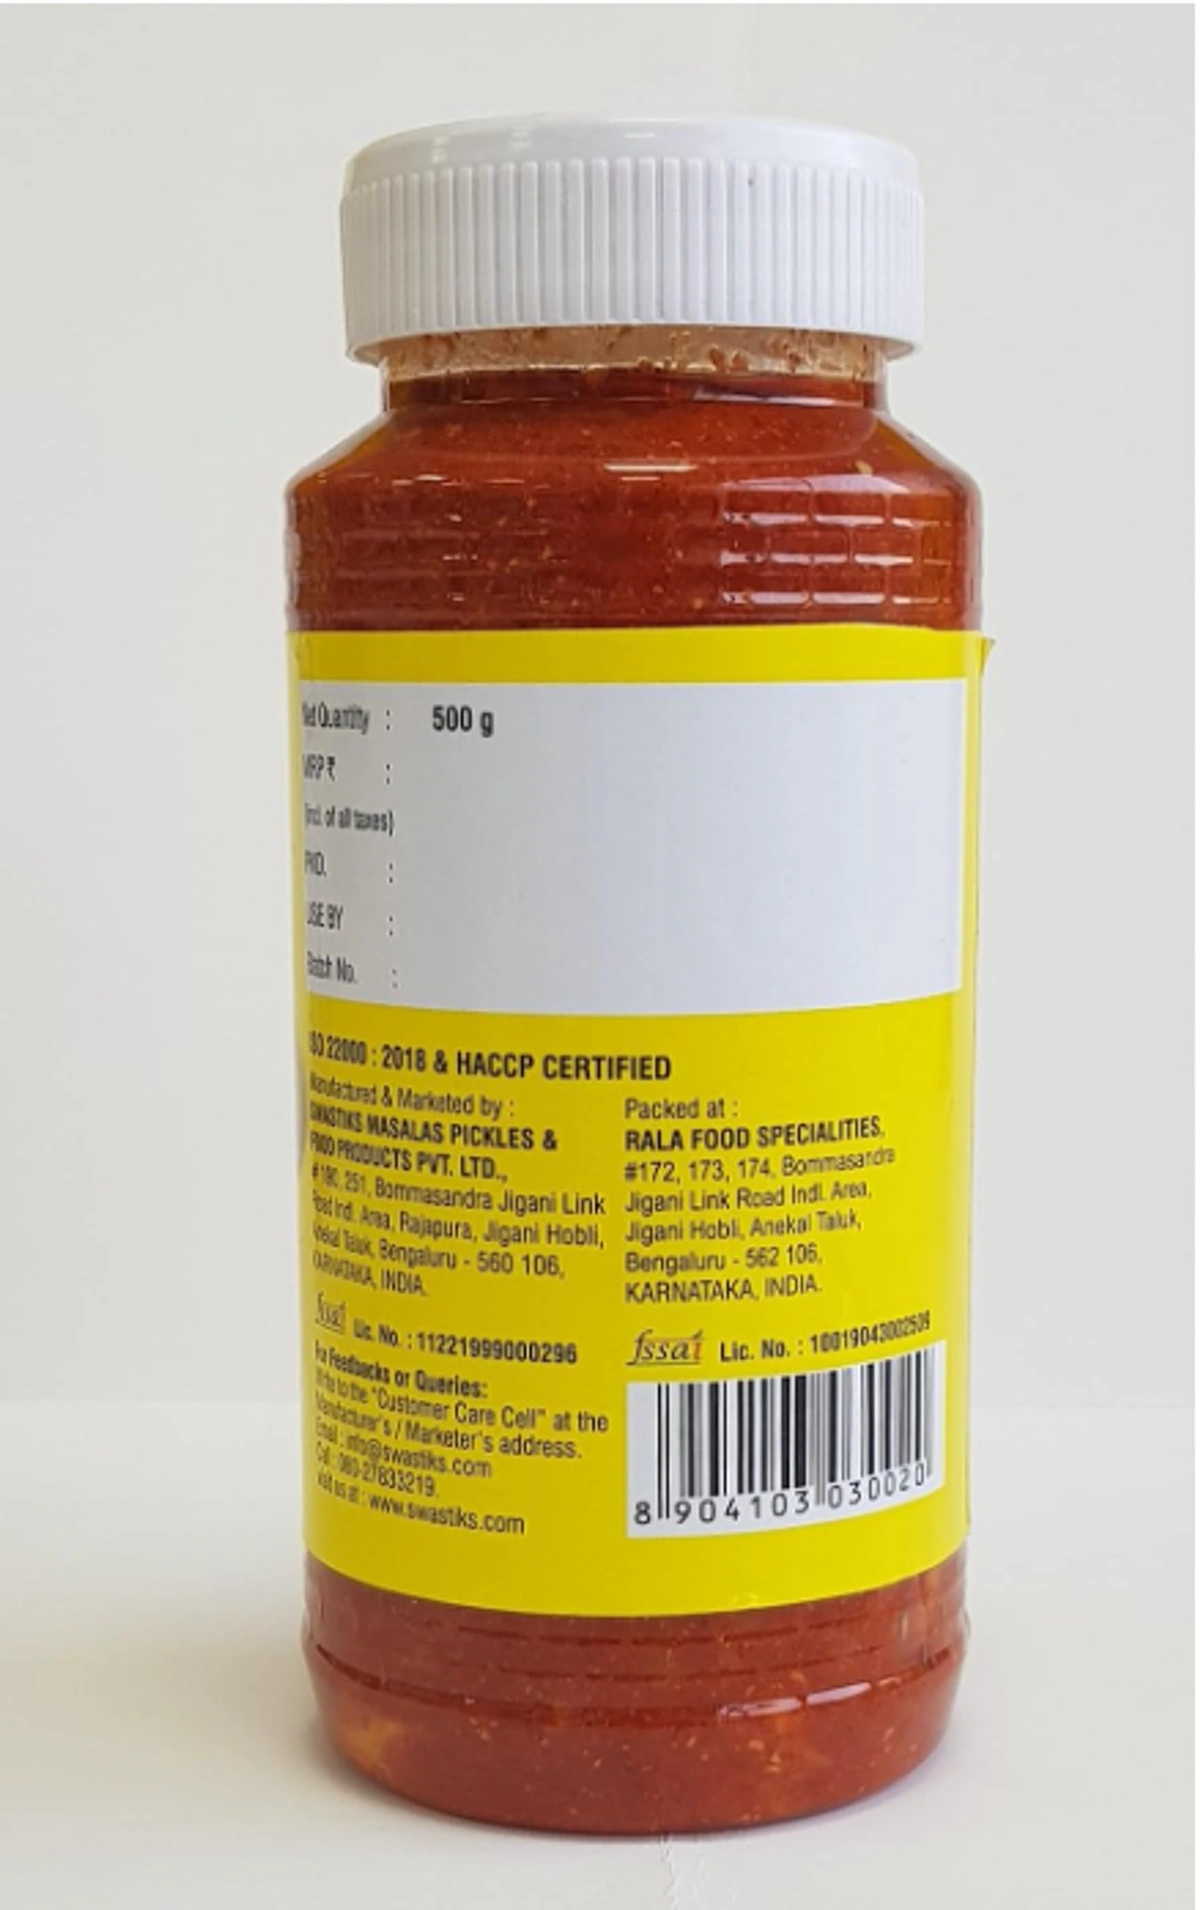 Net Quantity : 500 g
MRP ₹ :
(incl. of all taxes)
PKD. :
USE BY :
Batch No. :
ISO 22000 : 2018 & HACCP CERTIFIED
Manufactured & Marketed by :
SWASTIKS MASALAS PICKLES &
FOOD PRODUCTS PVT. LTD.,
251, Bommasandra Jigani Link
Road Indl. Area, Rajapura, Jigani Hobli,
Anekal Taluk, Bengaluru - 560 106,
KARNATAKA, INDIA.
fssai Lic. No. : 11221999000296
For Feedbacks or Queries:
Write to the "Customer Care Cell" at the
Manufacturer's / Marketer's address.
Email : info@swastiks.com
Call : 080-27833219.
Visit us at : www.swastiks.com
Packed at :
RALA FOOD SPECIALITIES,
#172, 173, 174, Bommasandra
Jigani Link Road Indl. Area,
Jigani Hobli, Anekal Taluk,
Bengaluru - 562 106,
KARNATAKA, INDIA.
fssai Lic. No. : 10019043002509
8 904103 030020